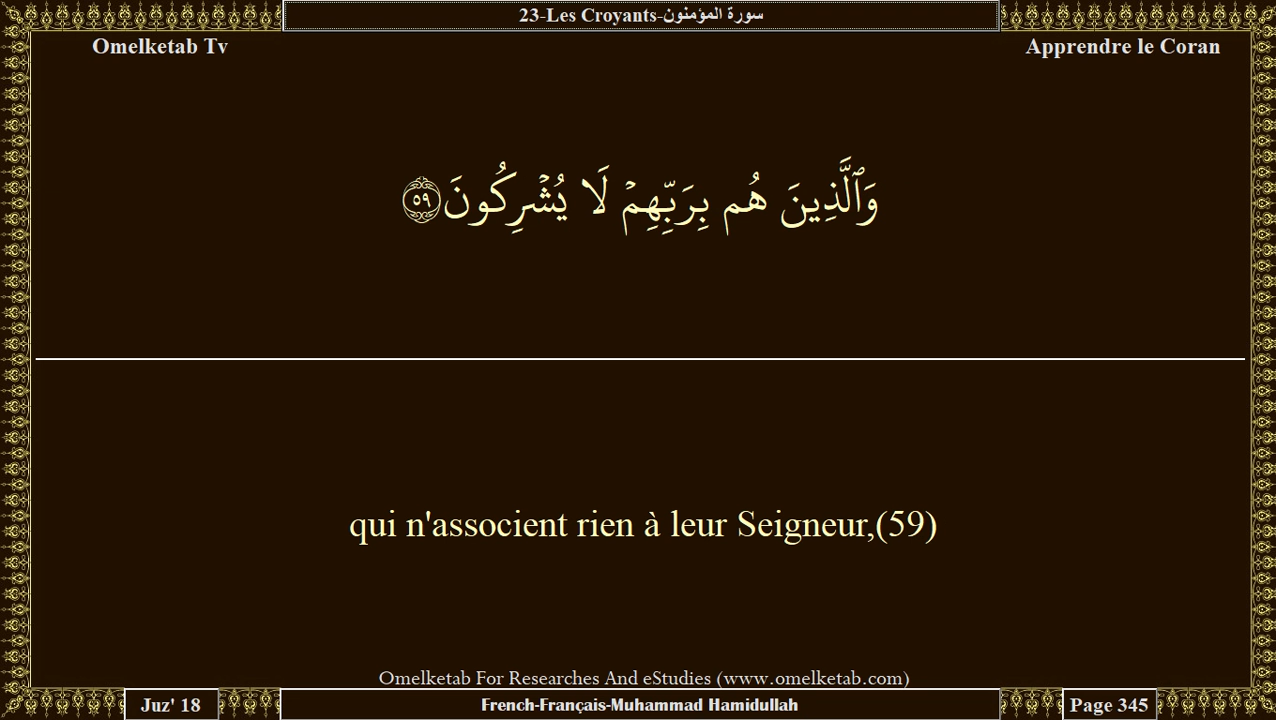 23-Les Croyants-سورة المؤمنون
Omelketab Tv
Apprendre le Coran
وَٱلَّذِينَ هُم بِرَبِّهِمۡ لَا يُشۡرِكُونَ ٥٩
qui n'associent rien à leur Seigneur,(59)
Omelketab For Researches And eStudies (www.omelketab.com)
Juz' 18
French-Français-Muhammad Hamidullah
Page 345